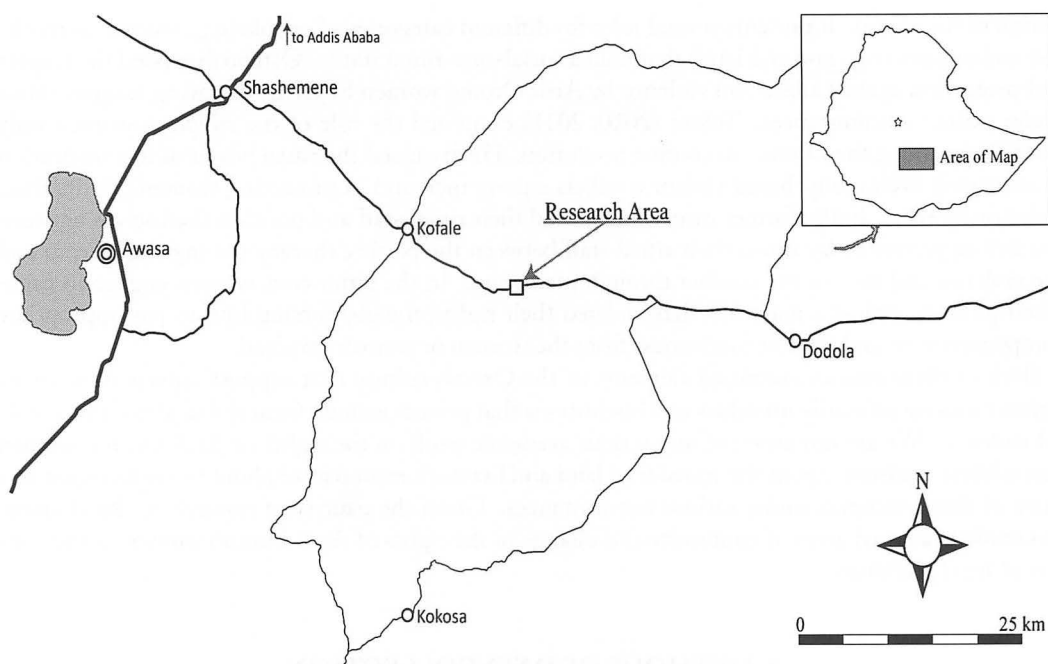 to Addis Ababa
Shashemene
Area of Map
Awasa
Kofale
Research Area
Dodola
N
Kokosa
0 25 km